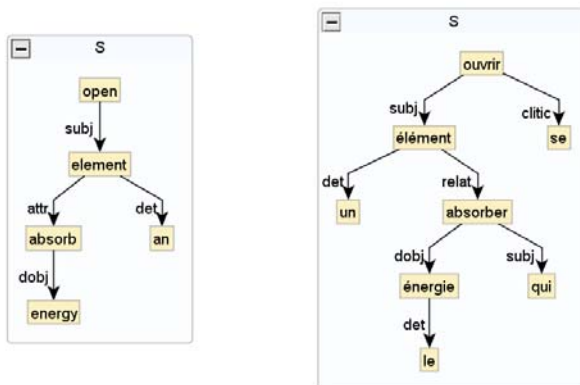 S
open
subj
element
attr
det
absorb
an
dobj
energy
S
ouvrir
subj
clitic
élément
se
det
relat
un
absorber
dobj
subj
énergie
qui
det
le